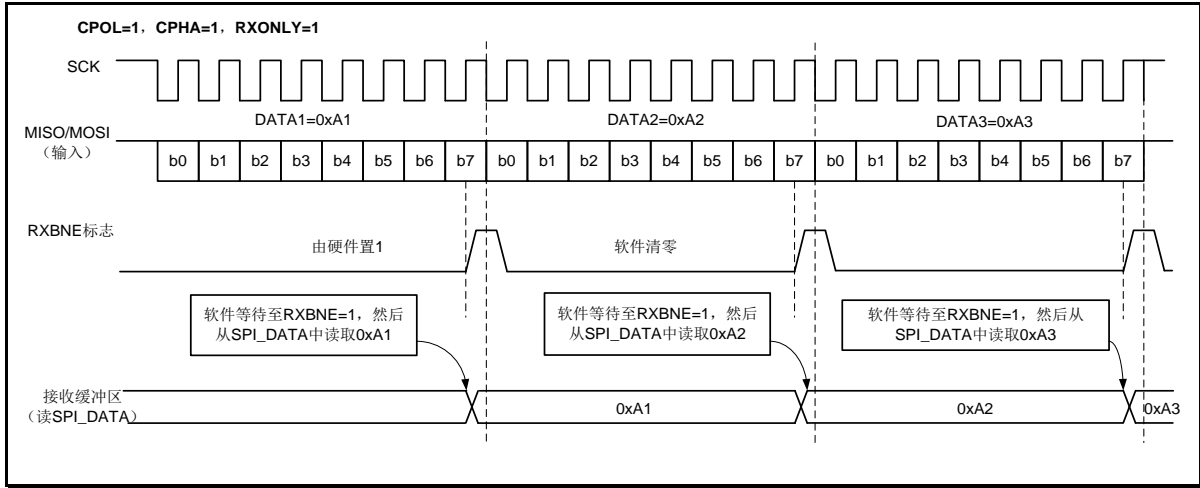 CPOL=1，CPHA=1，RXONLY=1
SCK
DATA1=0xA1 DATA2=0xA2 DATA3=0xA3
MISO/MOSI
（输入）
b0 b1 b2 b3 b4 b5 b6 b7 b0 b1 b2 b3 b4 b5 b6 b7 b0 b1 b2 b3 b4 b5 b6 b7
RXBNE标志
由硬件置1 软件清零
软件等待至RXBNE=1，然后
从SPI_DATA中读取0xA1
软件等待至RXBNE=1，然后
从SPI_DATA中读取0xA2
软件等待至RXBNE=1，然后从
SPI_DATA中读取0xA3
接收缓冲区
（读SPI_DATA）
0xA1 0xA2 0xA3